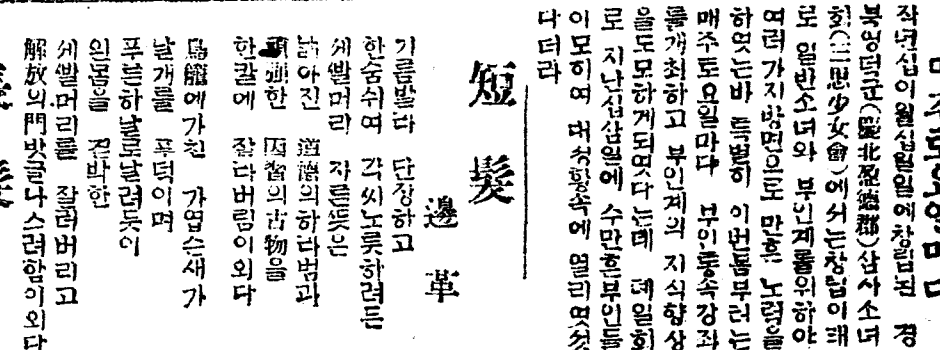 작년십이월십일일에창립된 경
북영덕군(慶北盈德郡)삼사소녀
회(三思少女會)에서는창립이래
로 일반소녀와 부인계를위하야
여러가지방면으로 만흔 노력을
하엿는바 특별히 이번봄부터는
매주토요일마다 부인통속강좌
를개최하고 부인계의 지식향상
을도모하게되엿다는데 데일회
로 지난십삼일에 수만흔부인들
이모히여 대성황속에 열리엿섯
다더라
短髮
邊革
기름발라 단장하고
한숨쉬여 각씨노릇하려든
세빨머리 자른뜻은
낡아진 道德의하라범과
頑迷한 因習의古物을
한칼에 잘라버림이외다
鳥籠에가친 가엽슨새가
날개를 푸덕이며
푸른하날로날려듯이
왼몸을 결박한
세빨머리를 잘러버리고
解放의門밧글나스려함이외다